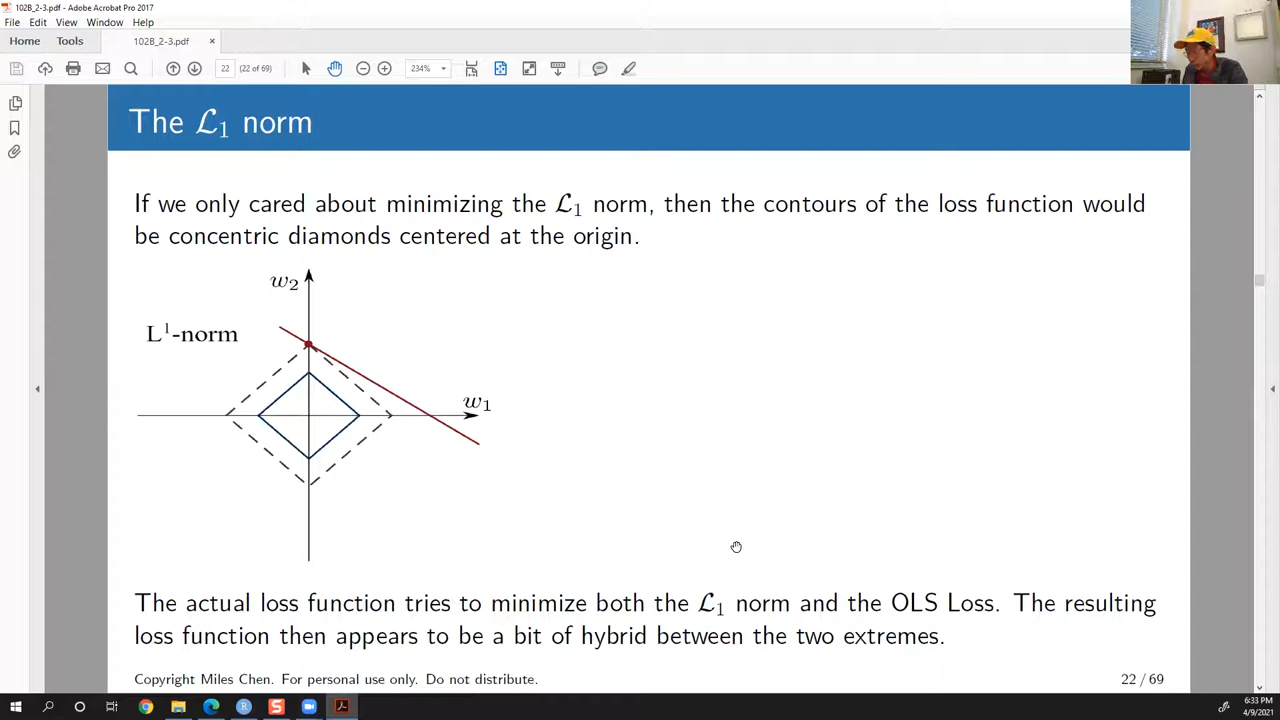 102B_2-3.pdf - Adobe Acrobat Pro 2017
File Edit View Window Help
Home Tools 102B_2-3.pdf ×
22 (22 of 69) 234%
The ℒ₁ norm
If we only cared about minimizing the ℒ₁ norm, then the contours of the loss function would
be concentric diamonds centered at the origin.
w₂
L¹-norm
w₁
The actual loss function tries to minimize both the ℒ₁ norm and the OLS Loss. The resulting
loss function then appears to be a bit of hybrid between the two extremes.
Copyright Miles Chen. For personal use only. Do not distribute. 22 / 69
6:33 PM
4/9/2021